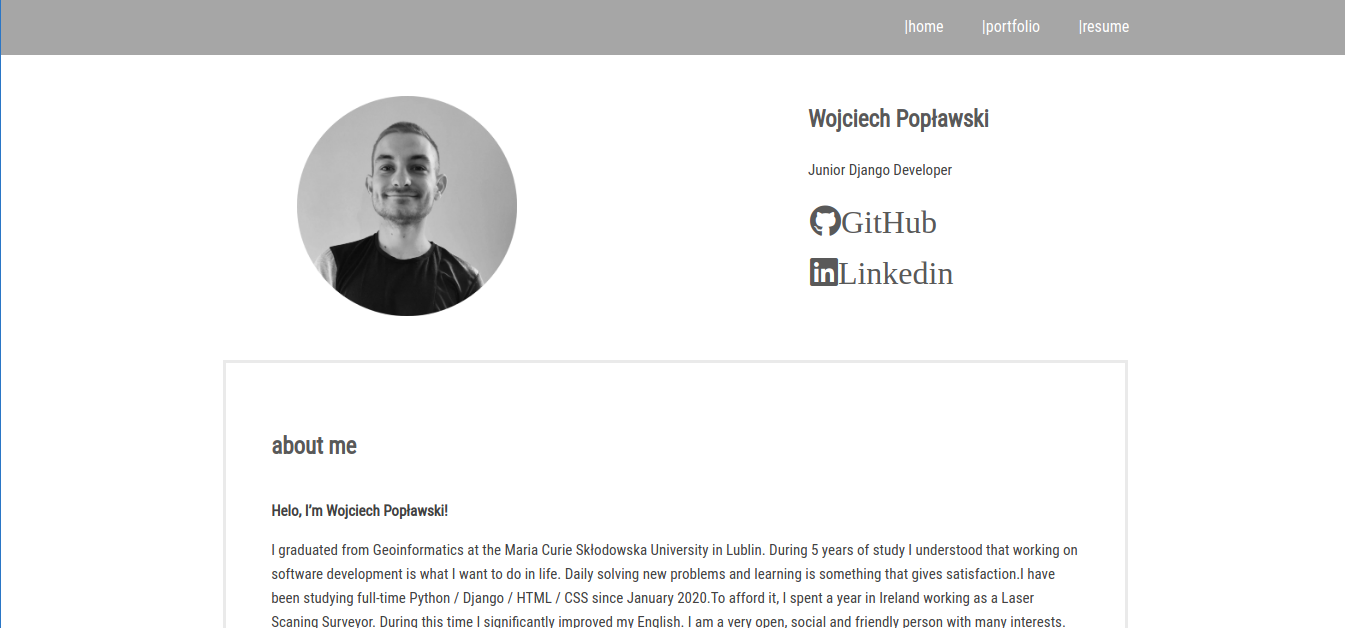 |home |portfolio |resume
Wojciech Popławski
Junior Django Developer
GitHub
in Linkedin
about me
Helo, I'm Wojciech Popławski!
I graduated from Geoinformatics at the Maria Curie Skłodowska University in Lublin. During 5 years of study I understood that working on
software development is what I want to do in life. Daily solving new problems and learning is something that gives satisfaction.I have
been studying full-time Python / Django / HTML / CSS since January 2020.To afford it, I spent a year in Ireland working as a Laser
Scaning Surveyor. During this time I significantly improved my English. I am a very open, social and friendly person with many interests.